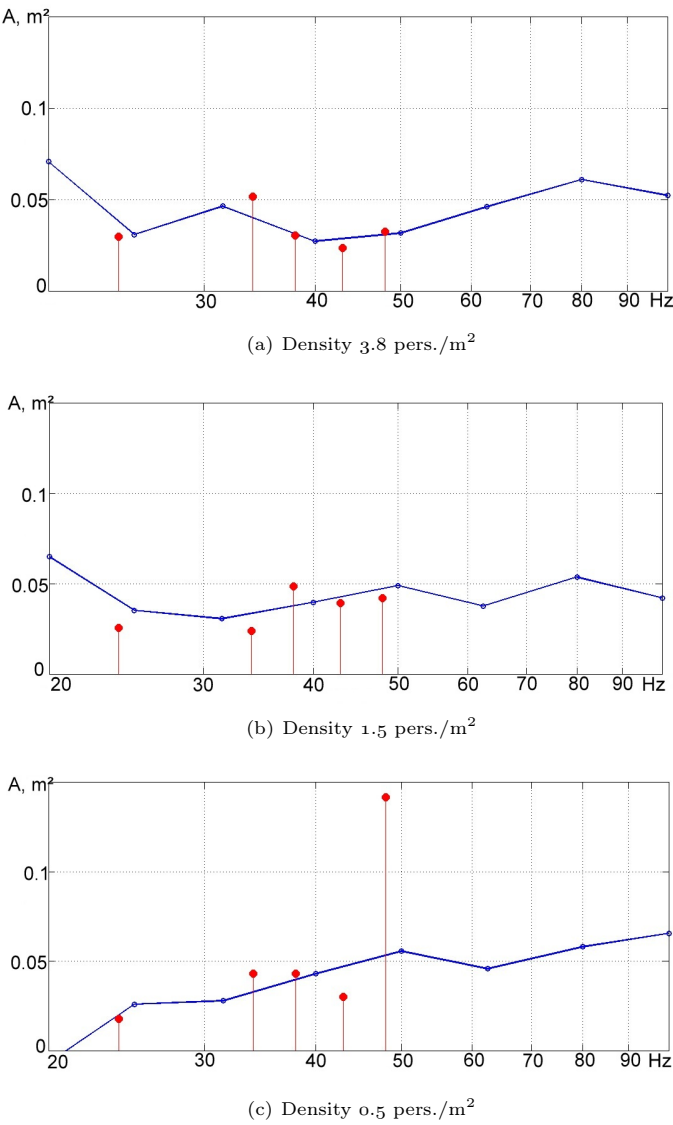 A, m²
0.1
0.05
0
30 40 50 60 70 80 90 Hz
(a) Density 3.8 pers./m²
A, m²
0.1
0.05
0
20 30 40 50 60 70 80 90 Hz
(b) Density 1.5 pers./m²
A, m²
0.1
0.05
0
20 30 40 50 60 70 80 90 Hz
(c) Density 0.5 pers./m²